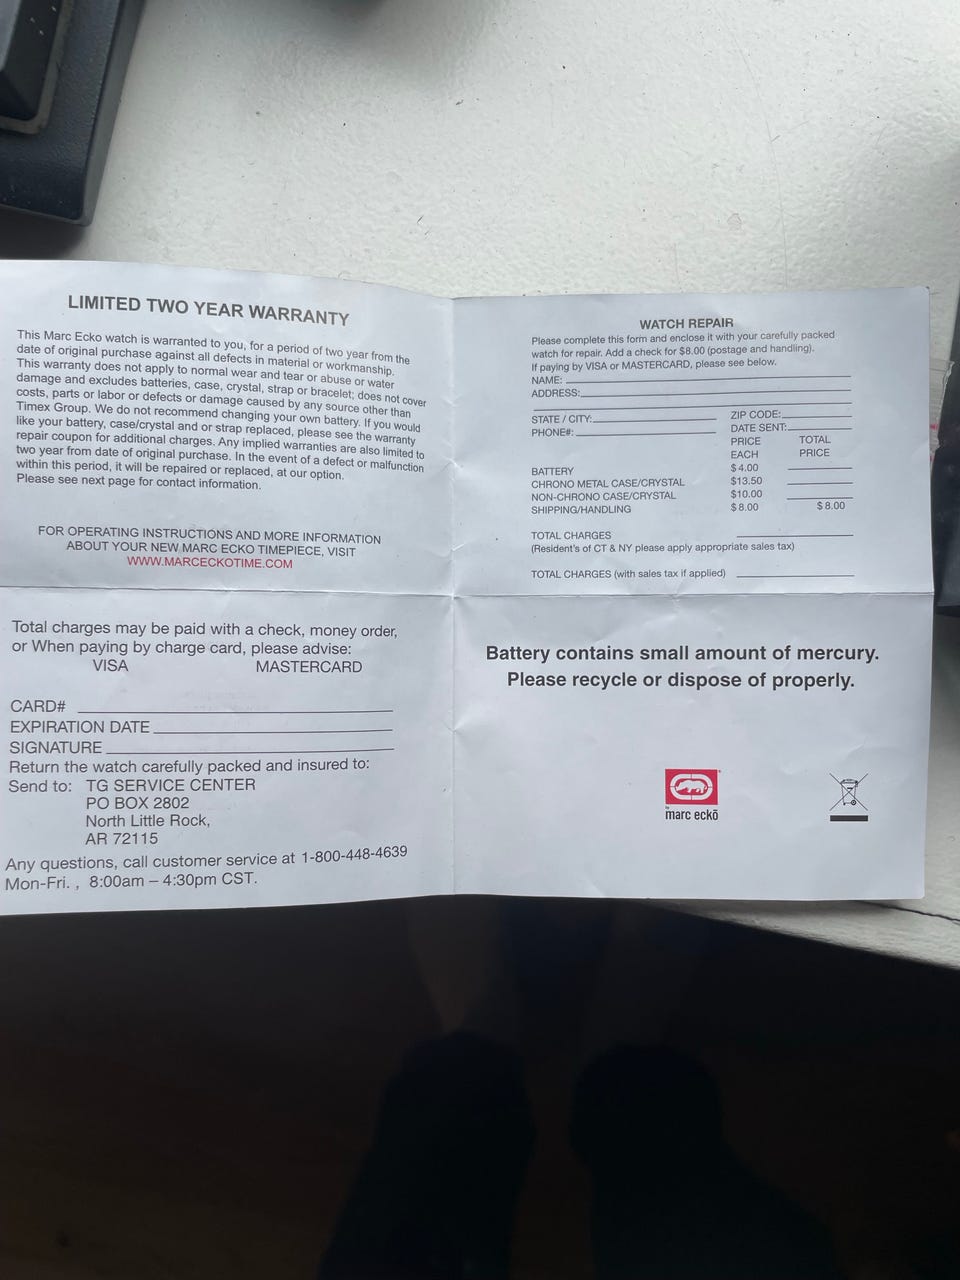 LIMITED TWO YEAR WARRANTY
This Marc Ecko watch is warranted to you, for a period of two year from the
date of original purchase against all defects in material or workmanship.
This warranty does not apply to normal wear and tear or abuse or water
damage and excludes batteries, case, crystal, strap or bracelet; does not cover
costs, parts or labor or defects or damage caused by any source other than
Timex Group. We do not recommend changing your own battery. If you would
like your battery, case/crystal and or strap replaced, please see the warranty
repair coupon for additional charges. Any implied warranties are also limited to
two year from date of original purchase. In the event of a defect or malfunction
within this period, it will be repaired or replaced, at our option.
Please see next page for contact information.
FOR OPERATING INSTRUCTIONS AND MORE INFORMATION
ABOUT YOUR NEW MARC ECKO TIMEPIECE, VISIT
WWW.MARCECKOTIME.COM
WATCH REPAIR
Please complete this form and enclose it with your carefully packed
watch for repair. Add a check for $8.00 (postage and handling).
If paying by VISA or MASTERCARD, please see below.
NAME:
ADDRESS:
STATE / CITY: ZIP CODE:
PHONE#: DATE SENT:
PRICE TOTAL
EACH PRICE
BATTERY $4.00
CHRONO METAL CASE/CRYSTAL $13.50
NON-CHRONO CASE/CRYSTAL $10.00
SHIPPING/HANDLING $8.00 $8.00
TOTAL CHARGES
(Resident's of CT & NY please apply appropriate sales tax)
TOTAL CHARGES (with sales tax if applied)
Total charges may be paid with a check, money order,
or When paying by charge card, please advise:
VISA MASTERCARD
CARD#
EXPIRATION DATE
SIGNATURE
Return the watch carefully packed and insured to:
Send to: TG SERVICE CENTER
PO BOX 2802
North Little Rock,
AR 72115
Any questions, call customer service at 1-800-448-4639
Mon-Fri. , 8:00am – 4:30pm CST.
Battery contains small amount of mercury.
Please recycle or dispose of properly.
by
marc eckō